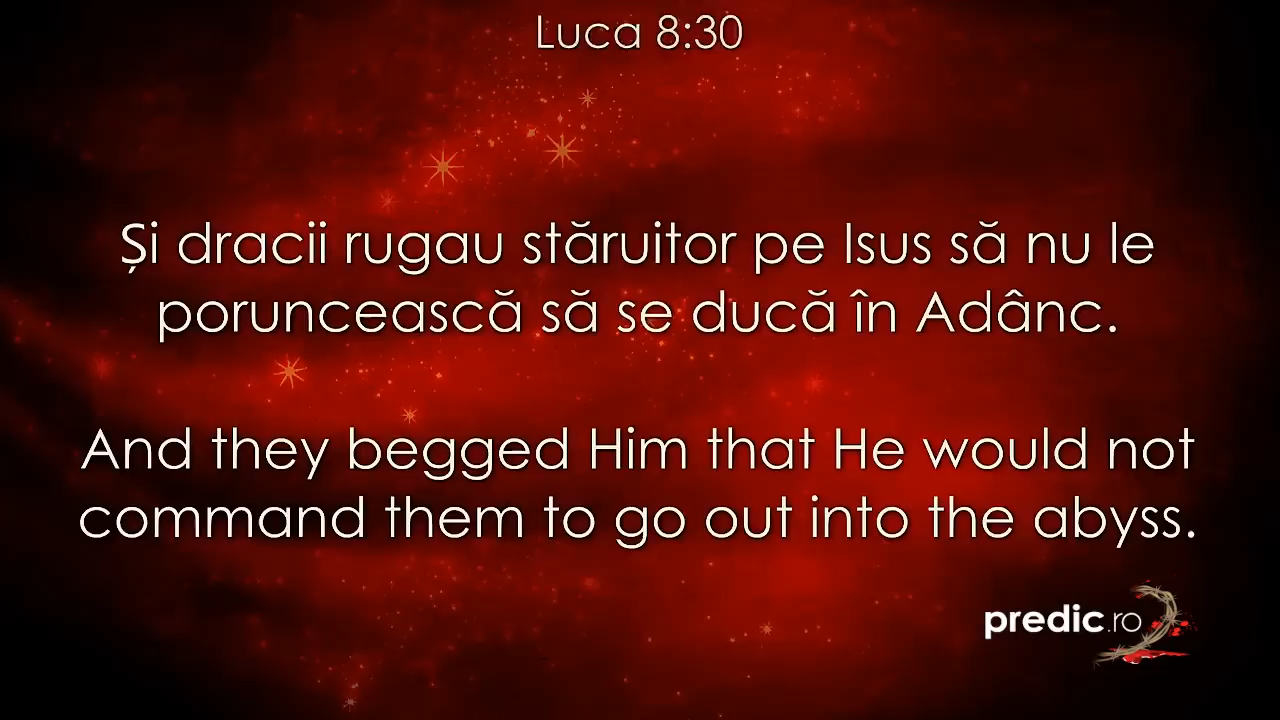 Luca 8:30
Și dracii rugau stăruitor pe Isus să nu le
poruncească să se ducă în Adânc.
And they begged Him that He would not
command them to go out into the abyss.
predic.ro